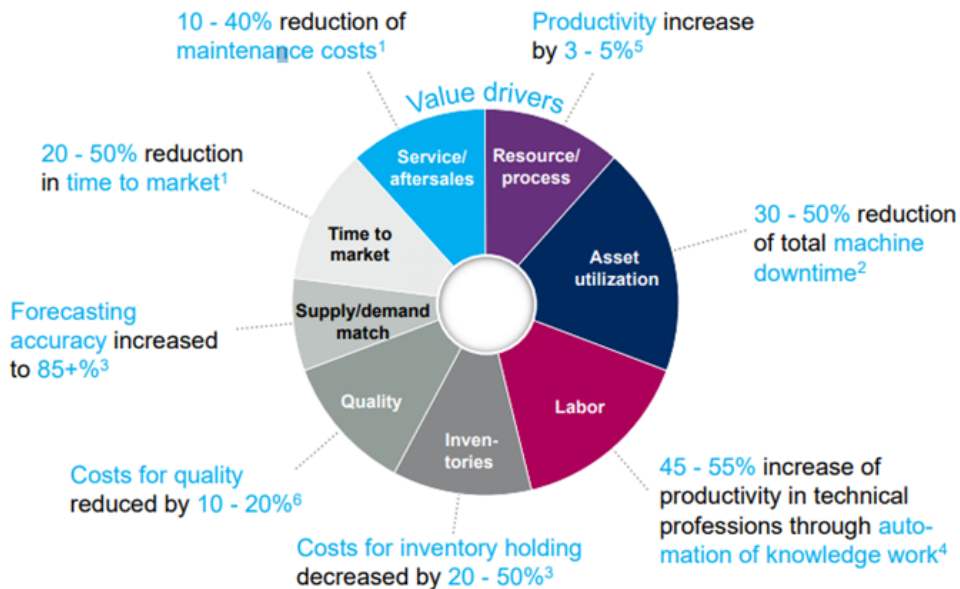 10 - 40% reduction of
maintenance costs¹
Productivity increase
by 3 - 5%⁵
Value drivers
Service/
aftersales
Resource/
process
20 - 50% reduction
in time to market¹
Time to
market
Asset
utilization
30 - 50% reduction
of total machine
downtime²
Supply/demand
match
Forecasting
accuracy increased
to 85+%³
Quality
Labor
Inven-
tories
Costs for quality
reduced by 10 - 20%⁶
45 - 55% increase of
productivity in technical
professions through auto-
mation of knowledge work⁴
Costs for inventory holding
decreased by 20 - 50%³